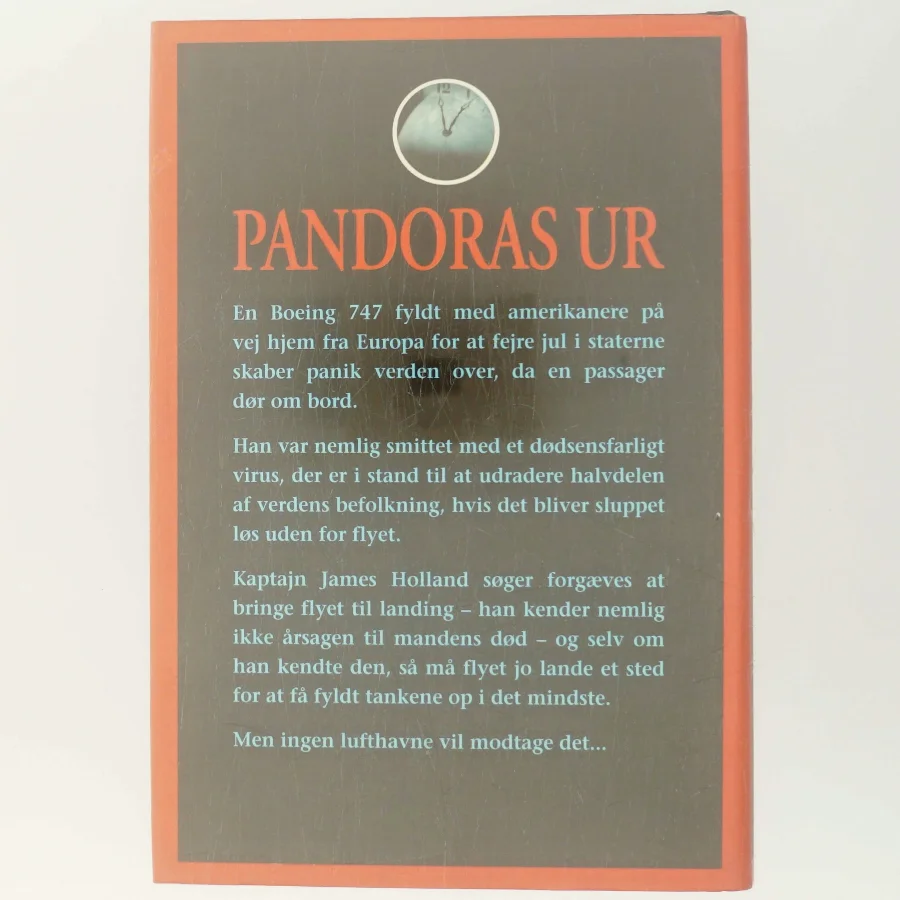 12
PANDORAS UR
En Boeing 747 fyldt med amerikanere på
vej hjem fra Europa for at fejre jul i staterne
skaber panik verden over, da en passager
dør om bord.
Han var nemlig smittet med et dødsensfarligt
virus, der er i stand til at udradere halvdelen
af verdens befolkning, hvis det bliver sluppet
løs uden for flyet.
Kaptajn James Holland søger forgæves at
bringe flyet til landing – han kender nemlig
ikke årsagen til mandens død – og selv om
han kendte den, så må flyet jo lande et sted
for at få fyldt tankene op i det mindste.
Men ingen lufthavne vil modtage det...